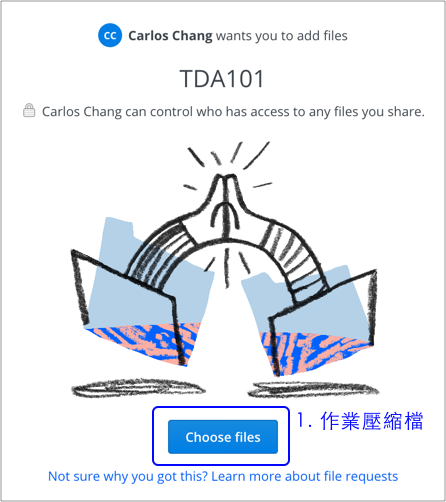 CC Carlos Chang wants you to add files
TDA101
Carlos Chang can control who has access to any files you share.
Choose files
1. 作業壓縮檔
Not sure why you got this? Learn more about file requests